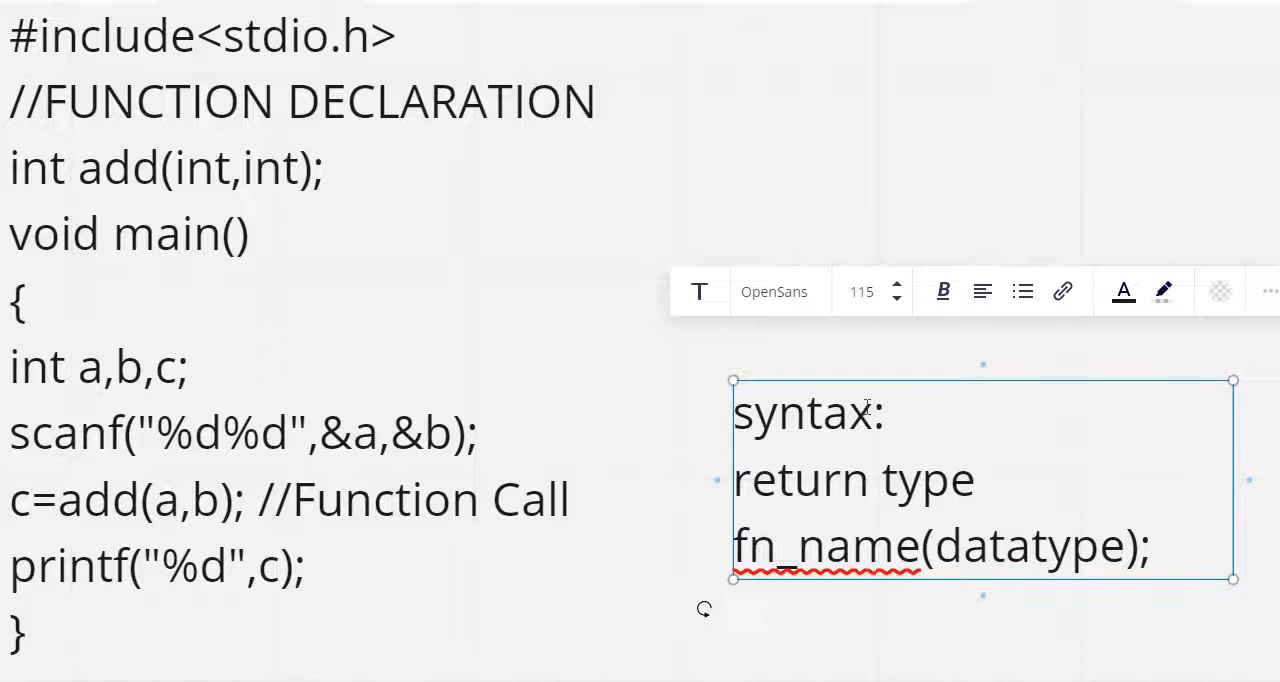 #include<stdio.h>
//FUNCTION DECLARATION
int add(int,int);
void main()
{
int a,b,c;
scanf("%d%d",&a,&b);
c=add(a,b); //Function Call
printf("%d",c);
}
T OpenSans 115 B A
syntax:
return type
fn_name(datatype);